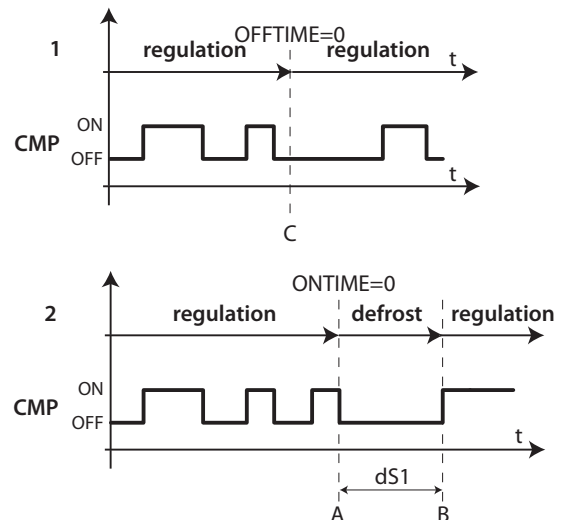 OFFTIME=0
1
regulation
regulation
t
ON
CMP
OFF
t
C
ONTIME=0
2
regulation
defrost
regulation
ON
CMP
OFF
t
dS1
A
B